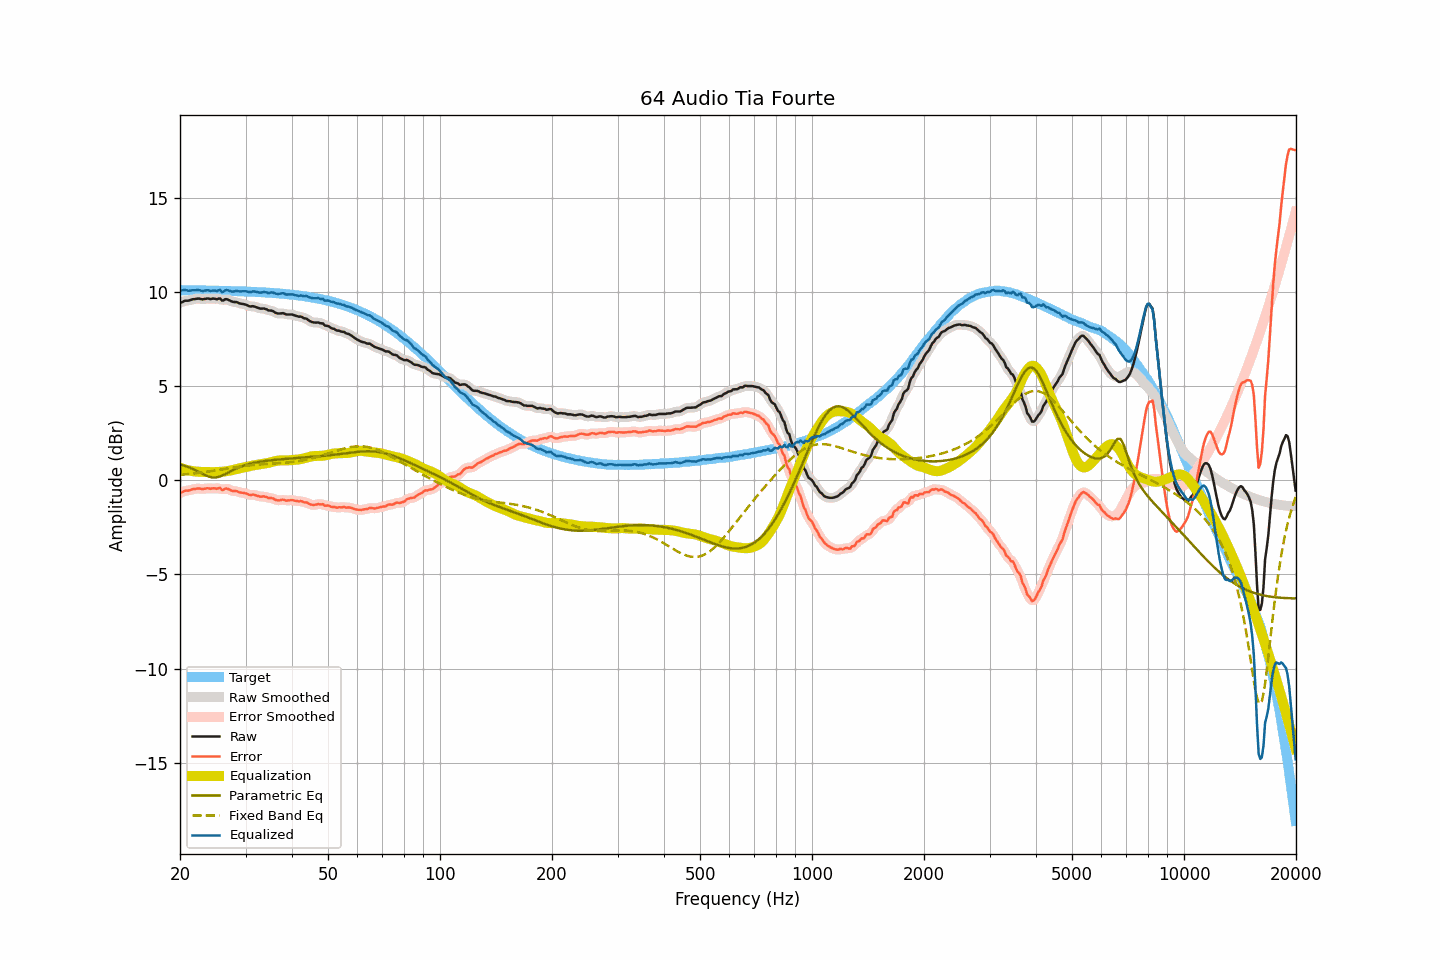 64 Audio Tia Fourte
Amplitude (dBr)
15
10
5
0
−5
−10
−15
Target
Raw Smoothed
Error Smoothed
Raw
Error
Equalization
Parametric Eq
Fixed Band Eq
Equalized
20 50 100 200 500 1000 2000 5000 10000 20000
Frequency (Hz)